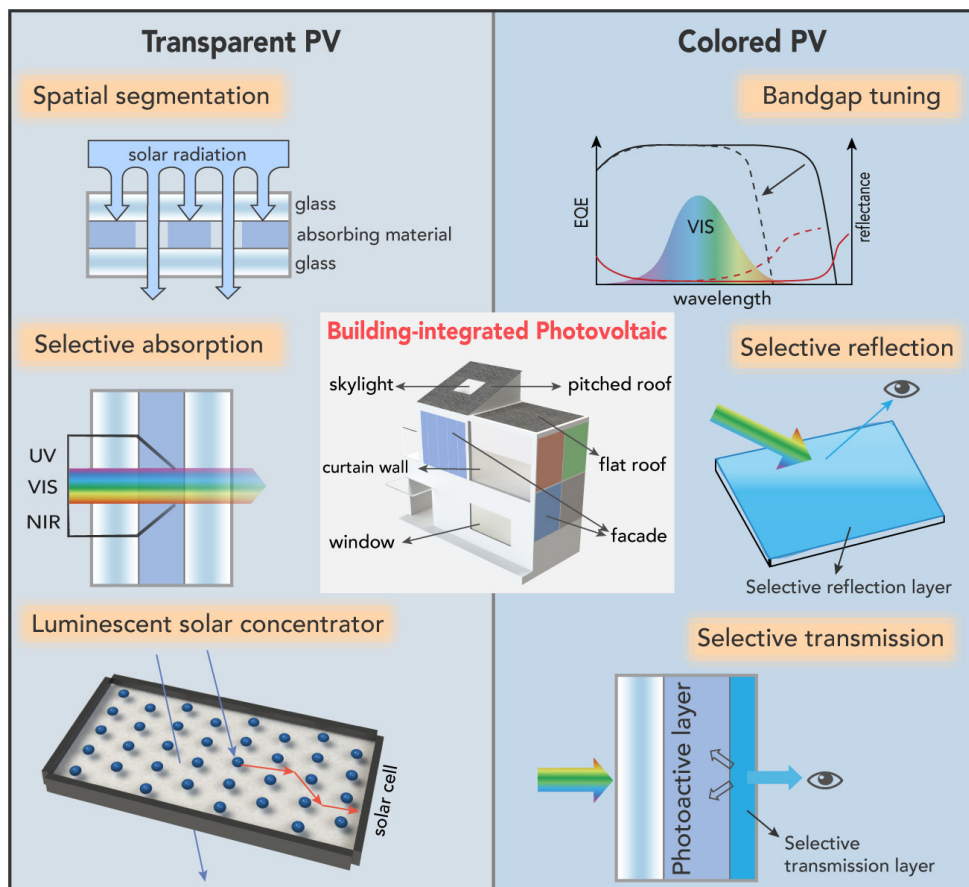 Transparent PV
Spatial segmentation
solar radiation
glass
absorbing material
glass
Selective absorption
UV
VIS
NIR
Luminescent solar concentrator
solar cell
Building-integrated Photovoltaic
skylight
pitched roof
curtain wall
flat roof
window
facade
Colored PV
Bandgap tuning
EQE
VIS
reflectance
wavelength
Selective reflection
Selective reflection layer
Selective transmission
Photoactive layer
Selective
transmission layer